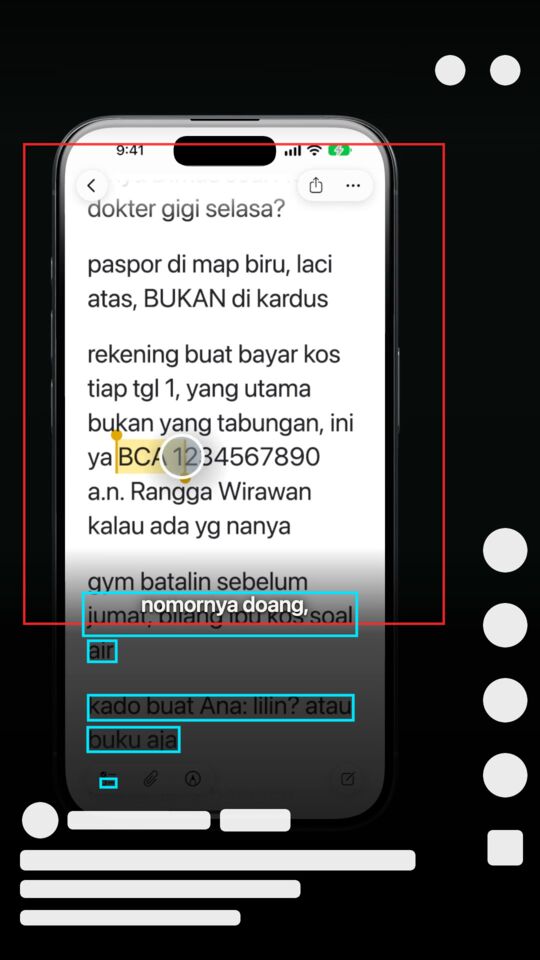 9:41
dokter gigi selasa?
paspor di map biru, laci
atas, BUKAN di kardus
rekening buat bayar kos
tiap tgl 1, yang utama
bukan yang tabungan, ini
ya BCA 1234567890
a.n. Rangga Wirawan
kalau ada yg nanya
gym batalin sebelum
nomornya doang,
jumat, bilang ibu kos soal
air
kado buat Ana: lilin? atau
buku aja